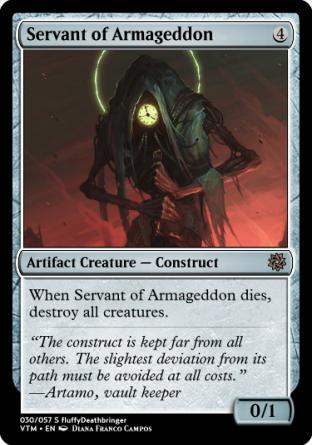 Servant of Armageddon 4
Artifact Creature — Construct
When Servant of Armageddon dies,
destroy all creatures.
“The construct is kept far from all
others. The slightest deviation from its
path must be avoided at all costs.”
—Artamo, vault keeper
0/1
030/057 S fluffyDeathbringer
VTM • EN Diana Franco Campos